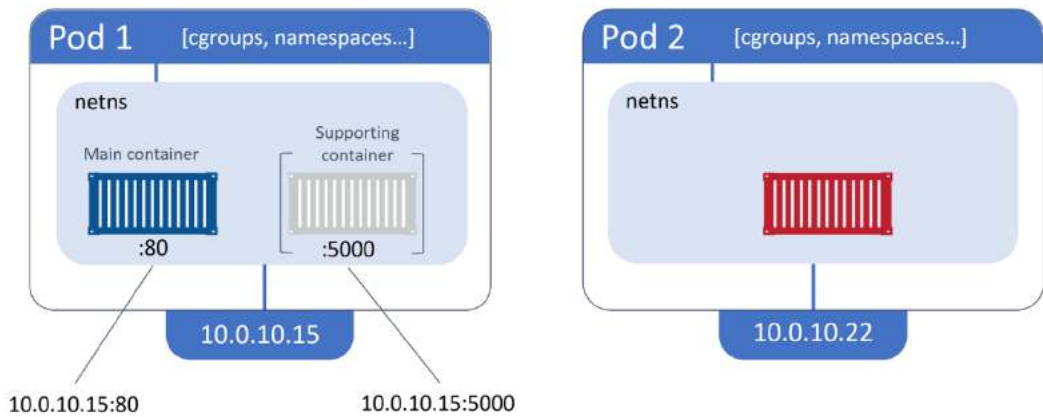 Pod 1 [cgroups, namespaces...]
netns
Main container
Supporting
container
:80
:5000
10.0.10.15
10.0.10.15:80
10.0.10.15:5000
Pod 2 [cgroups, namespaces...]
netns
10.0.10.22